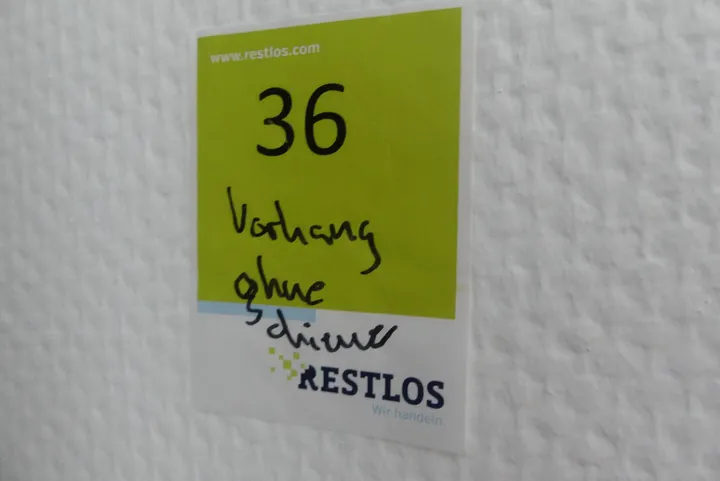 www.restlos.com
36
Vorhang
ohne
Schiene
RESTLOS
Wir handeln.